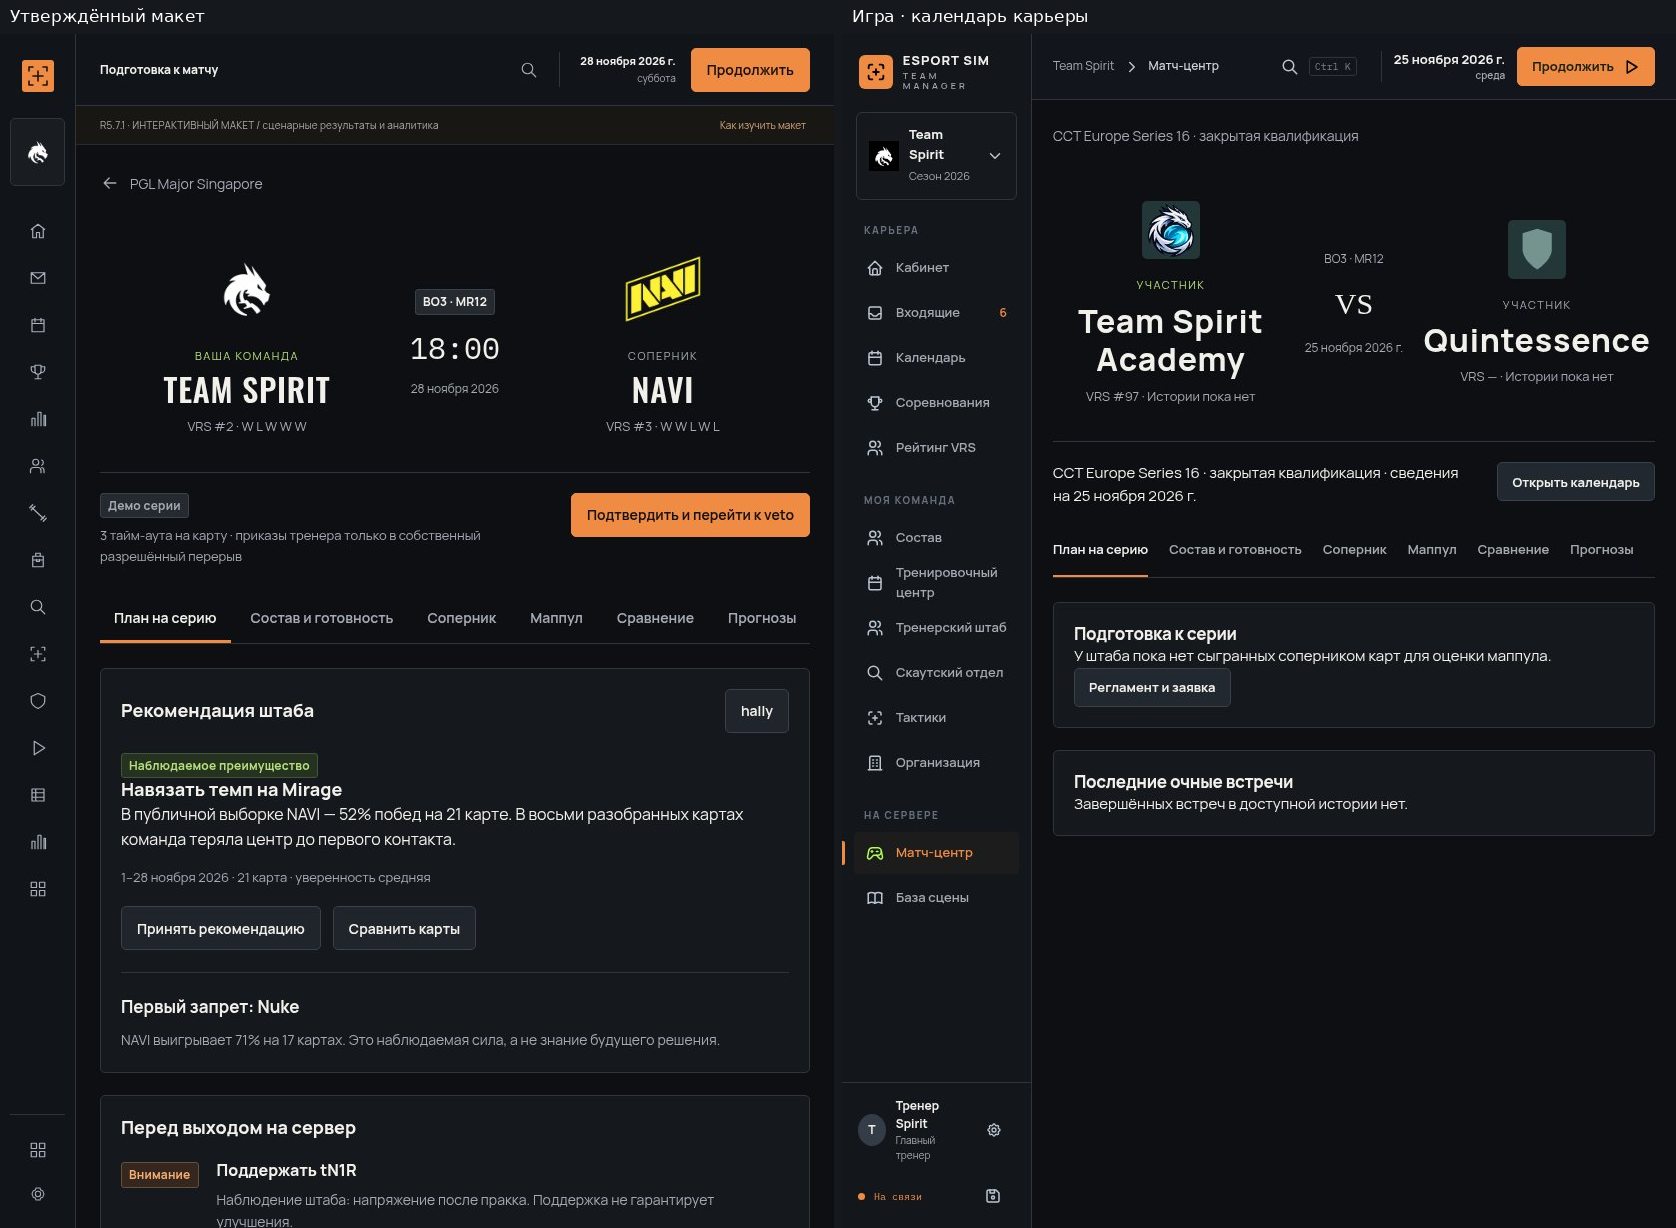 Утверждённый макет
Подготовка к матчу
28 ноября 2026 г.
суббота
Продолжить
R5.7.1 · ИНТЕРАКТИВНЫЙ МАКЕТ / сценарные результаты и аналитика
Как изучить макет
PGL Major Singapore
ВАША КОМАНДА
TEAM SPIRIT
VRS #2 · W L W W W
BO3 · MR12
18:00
28 ноября 2026
NAVI
СОПЕРНИК
NAVI
VRS #3 · W W L W L
Демо серии
3 тайм-аута на карту · приказы тренера только в собственный
разрешённый перерыв
Подтвердить и перейти к veto
План на серию
Состав и готовность
Соперник
Маппул
Сравнение
Прогнозы
Рекомендация штаба
hally
Наблюдаемое преимущество
Навязать темп на Mirage
В публичной выборке NAVI — 52% побед на 21 карте. В восьми разобранных картах
команда теряла центр до первого контакта.
1–28 ноября 2026 · 21 карта · уверенность средняя
Принять рекомендацию
Сравнить карты
Первый запрет: Nuke
NAVI выигрывает 71% на 17 картах. Это наблюдаемая сила, а не знание будущего решения.
Перед выходом на сервер
Внимание
Поддержать tN1R
Наблюдение штаба: напряжение после пракка. Поддержка не гарантирует
улучшения.
Игра · календарь карьеры
ESPORT SIM
TEAM
MANAGER
Team
Spirit
Сезон 2026
КАРЬЕРА
Кабинет
Входящие
6
Календарь
Соревнования
Рейтинг VRS
МОЯ КОМАНДА
Состав
Тренировочный
центр
Тренерский штаб
Скаутский отдел
Тактики
Организация
НА СЕРВЕРЕ
Матч-центр
База сцены
T
Тренер
Spirit
Главный
тренер
На связи
Team Spirit
Матч-центр
Ctrl K
25 ноября 2026 г.
среда
Продолжить
CCT Europe Series 16 · закрытая квалификация
УЧАСТНИК
Team Spirit
Academy
VRS #97 · Истории пока нет
BO3 · MR12
VS
25 ноября 2026 г.
УЧАСТНИК
Quintessence
VRS — · Истории пока нет
CCT Europe Series 16 · закрытая квалификация · сведения
на 25 ноября 2026 г.
Открыть календарь
План на серию
Состав и готовность
Соперник
Маппул
Сравнение
Прогнозы
Подготовка к серии
У штаба пока нет сыгранных соперником карт для оценки маппула.
Регламент и заявка
Последние очные встречи
Завершённых встреч в доступной истории нет.